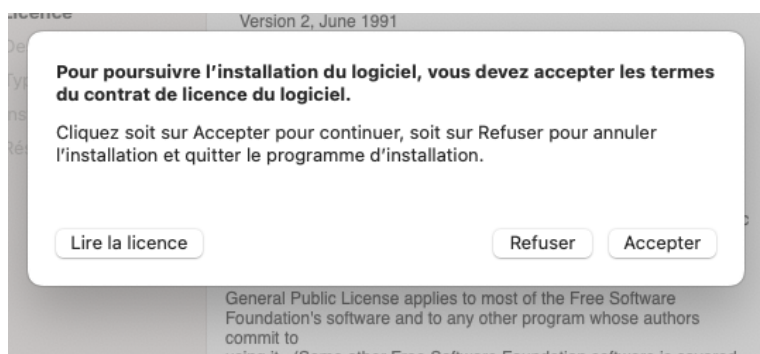 Licence
Version 2, June 1991
Pour poursuivre l’installation du logiciel, vous devez accepter les termes
du contrat de licence du logiciel.
Cliquez soit sur Accepter pour continuer, soit sur Refuser pour annuler
l’installation et quitter le programme d’installation.
Lire la licence
Refuser
Accepter
General Public License applies to most of the Free Software
Foundation's software and to any other program whose authors
commit to